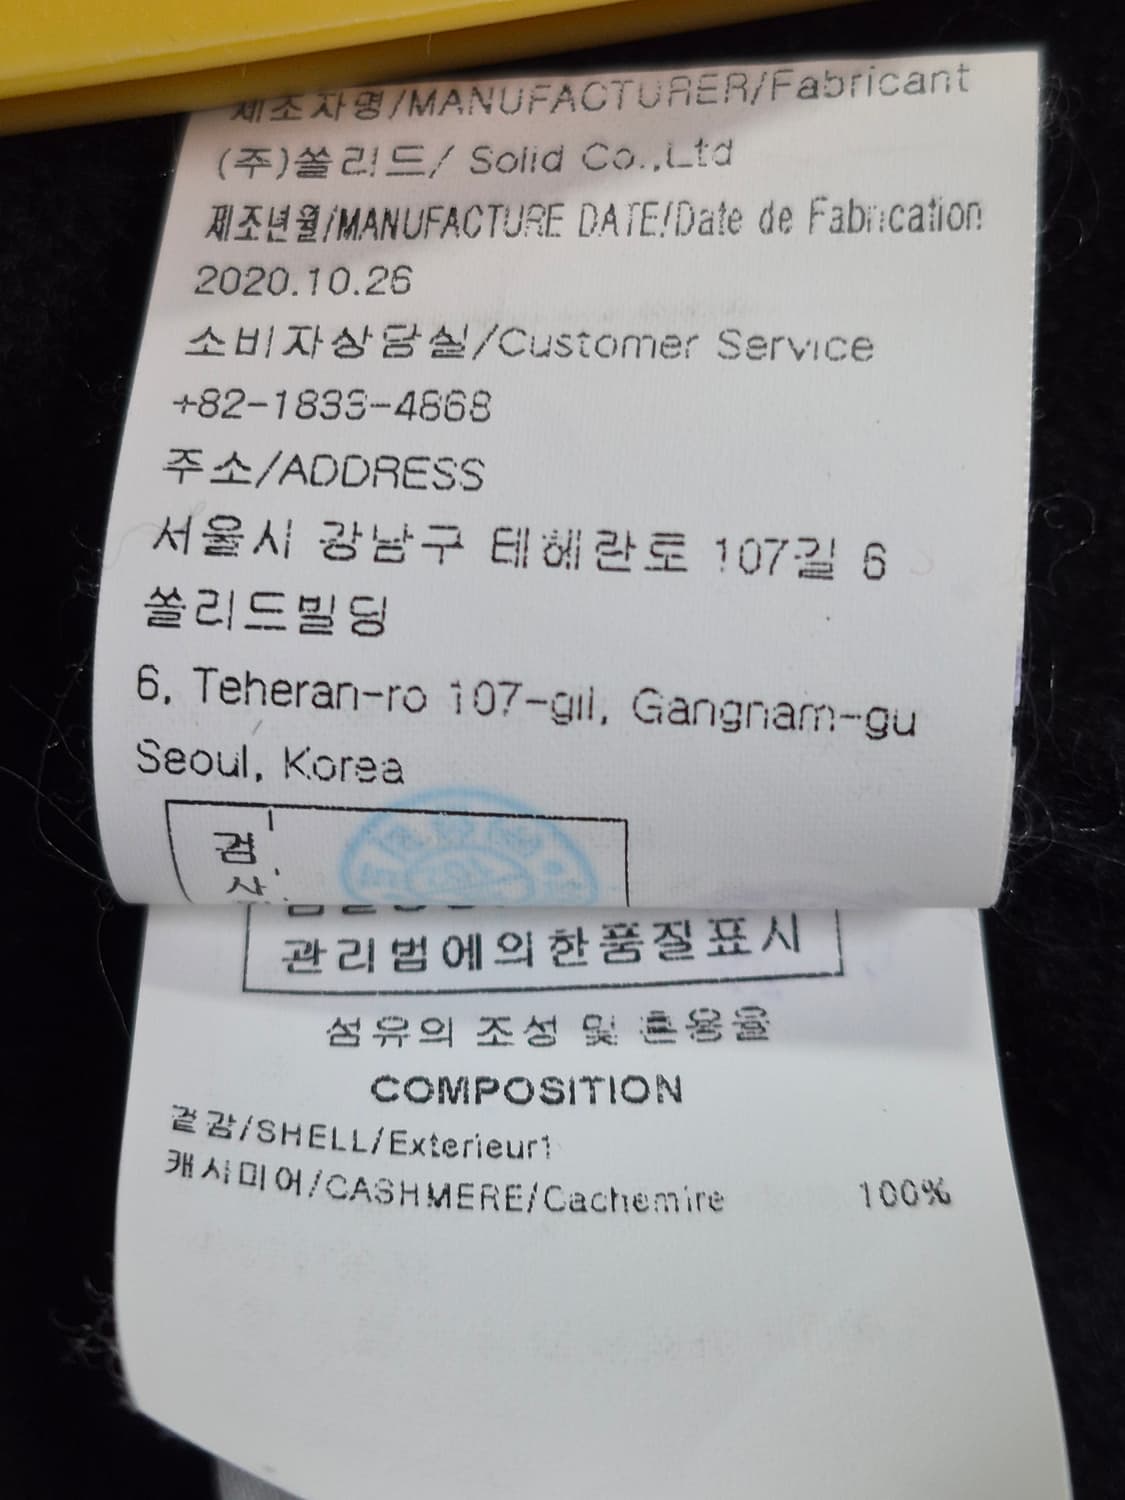 제조자명/MANUFACTURER/Fabricant
(주)쏠리드/ Solid Co.,Ltd
제조년월/MANUFACTURE DATE/Date de Fabrication
2020.10.26
소비자상담실/Customer Service
+82-1833-4868
주소/ADDRESS
서울시 강남구 테헤란로 107길 6
쏠리드빌딩
6, Teheran-ro 107-gil, Gangnam-gu
Seoul, Korea
검
사
관리법에의한품질표시
섬유의 조성 및 혼용율
COMPOSITION
겉감/SHELL/Exterieur1
캐시미어/CASHMERE/Cachemire 100%